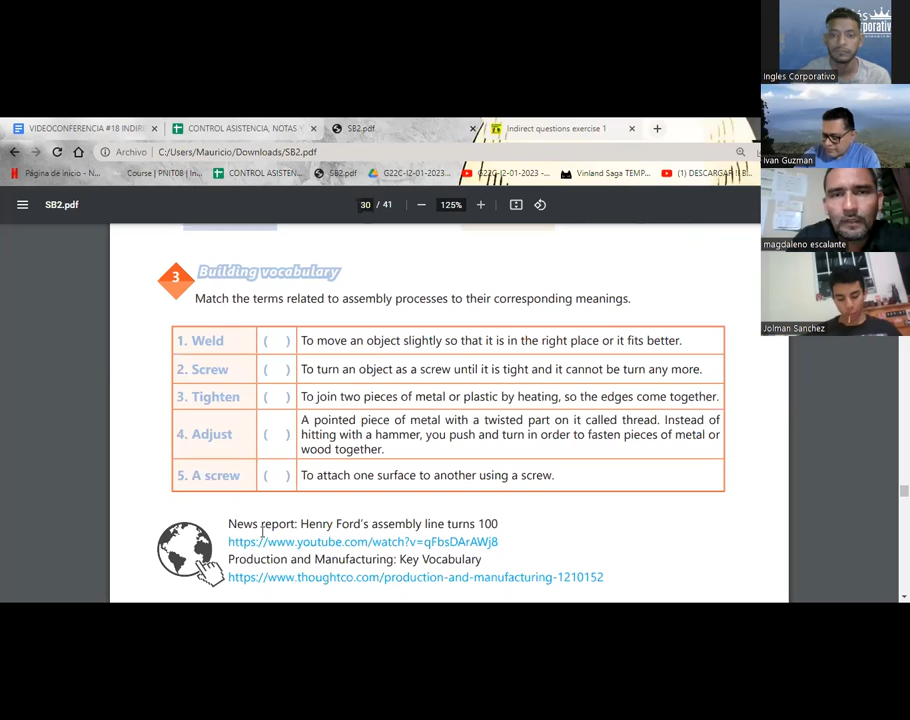 Inglés
Corporativo
Ingles Corporativo
VIDEOCONFERENCIA #18 INDIR
CONTROL ASISTENCIA, NOTAS
SB2.pdf
Indirect questions exercise 1
Archivo
C:/Users/Mauricio/Downloads/SB2.pdf
Ivan Guzman
Página de inicio - N...
Course | PNIT08 | In...
CONTROL ASISTEN...
SB2.pdf
G22C-I2-01-2023...
G22C-I2-01-2023 -...
Vinland Saga TEMP...
(1) DESCARGAR
SB2.pdf
30 / 41
125%
magdaleno escalante
3
Building vocabulary
Match the terms related to assembly processes to their corresponding meanings.
Jolman Sanchez
1. Weld ( ) To move an object slightly so that it is in the right place or it fits better.
2. Screw ( ) To turn an object as a screw until it is tight and it cannot be turn any more.
3. Tighten ( ) To join two pieces of metal or plastic by heating, so the edges come together.
4. Adjust ( ) A pointed piece of metal with a twisted part on it called thread. Instead of
hitting with a hammer, you push and turn in order to fasten pieces of metal or
wood together.
5. A screw ( ) To attach one surface to another using a screw.
News report: Henry Ford's assembly line turns 100
https://www.youtube.com/watch?v=qFbsDArAWj8
Production and Manufacturing: Key Vocabulary
https://www.thoughtco.com/production-and-manufacturing-1210152